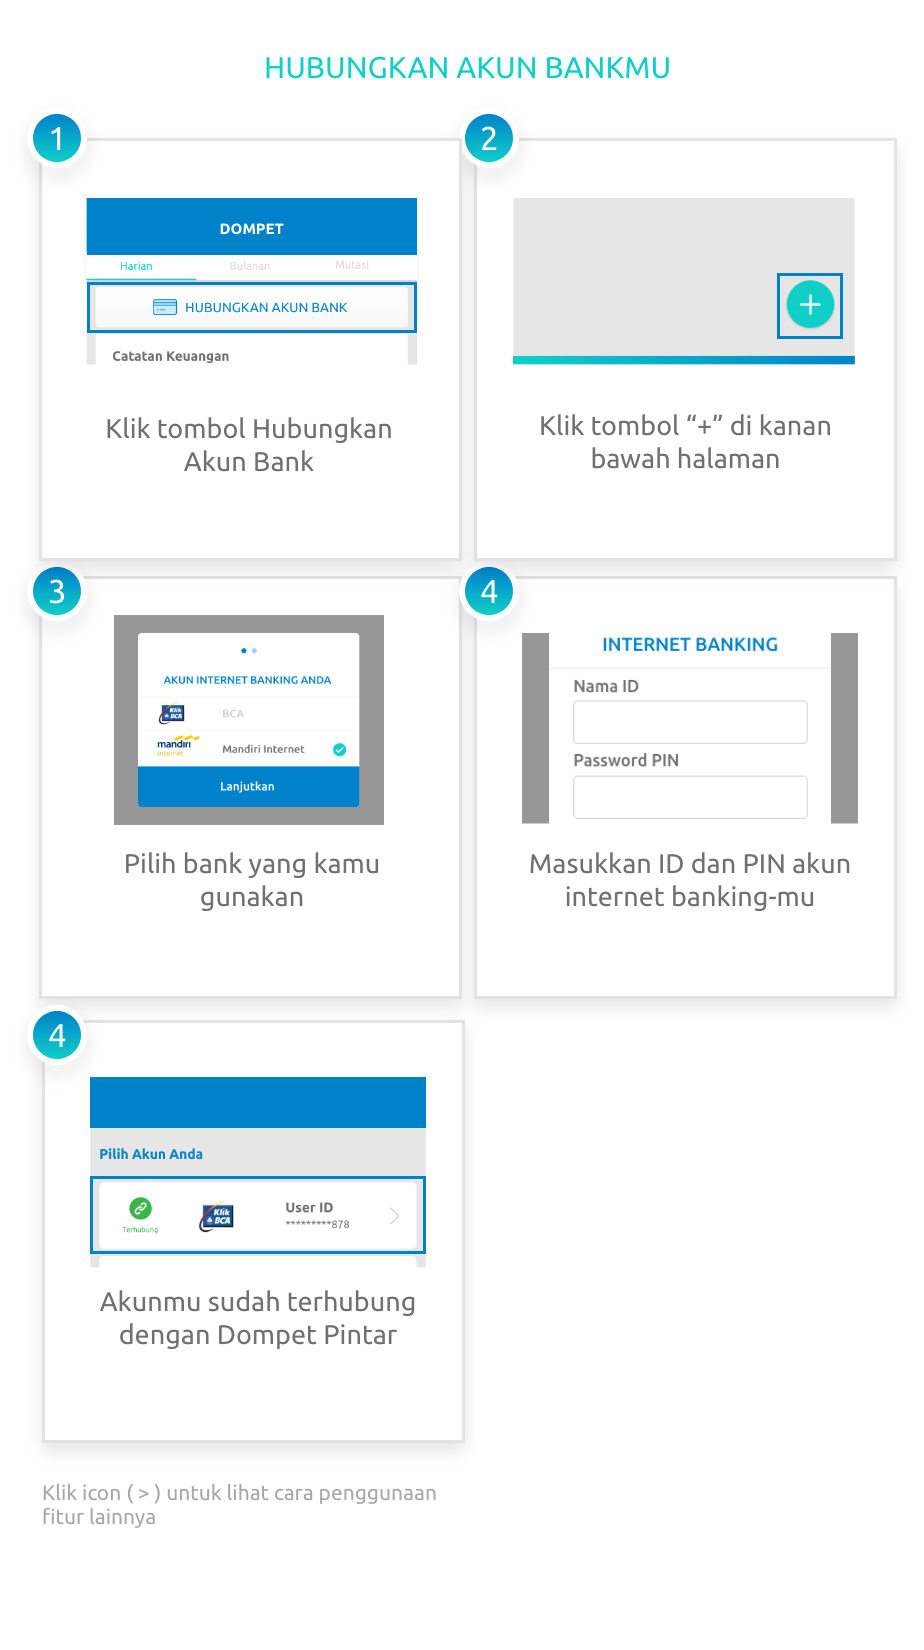 HUBUNGKAN AKUN BANKMU
1
DOMPET
Harian Bulanan Mutasi
HUBUNGKAN AKUN BANK
Catatan Keuangan
Klik tombol Hubungkan
Akun Bank
2
+
Klik tombol “+” di kanan
bawah halaman
3
AKUN INTERNET BANKING ANDA
Klik
BCA
BCA
mandiri
internet
Mandiri Internet
Lanjutkan
Pilih bank yang kamu
gunakan
4
INTERNET BANKING
Nama ID
Password PIN
Masukkan ID dan PIN akun
internet banking-mu
4
Pilih Akun Anda
Terhubung
Klik
BCA
User ID
*********878
Akunmu sudah terhubung
dengan Dompet Pintar
Klik icon ( > ) untuk lihat cara penggunaan
fitur lainnya